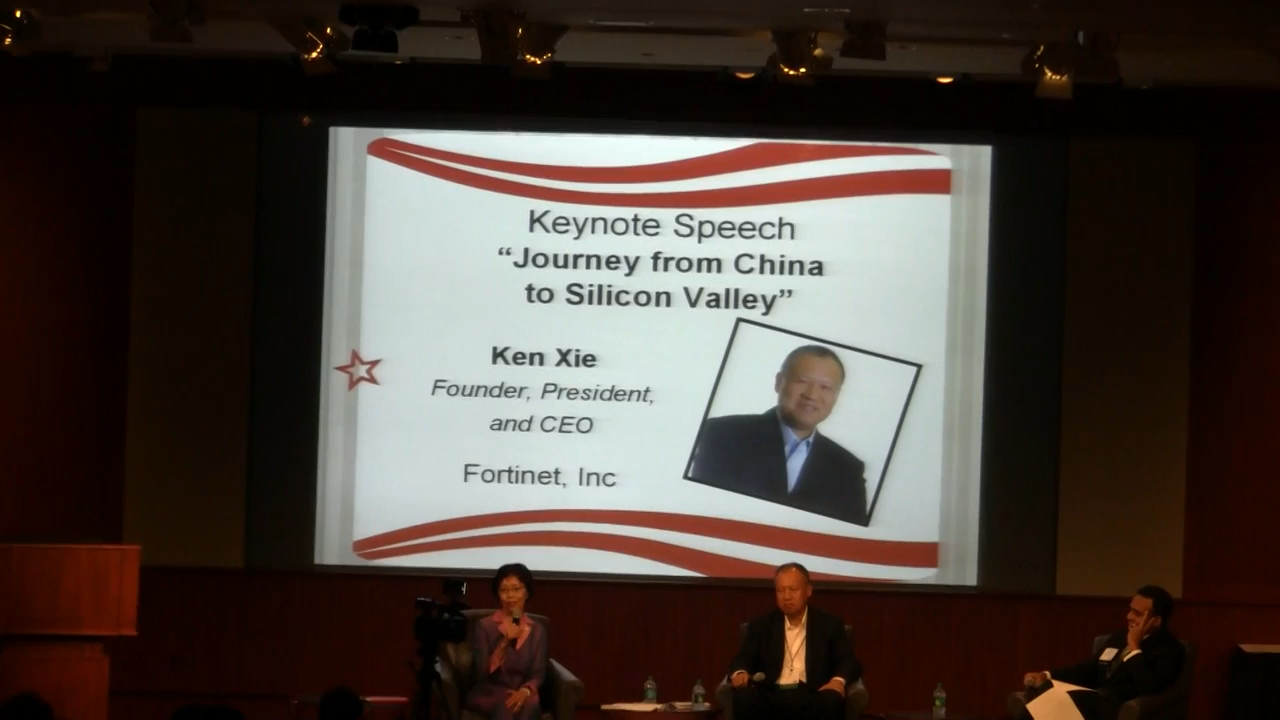 Keynote Speech
“Journey from China
to Silicon Valley”
Ken Xie
Founder, President,
and CEO
Fortinet, Inc